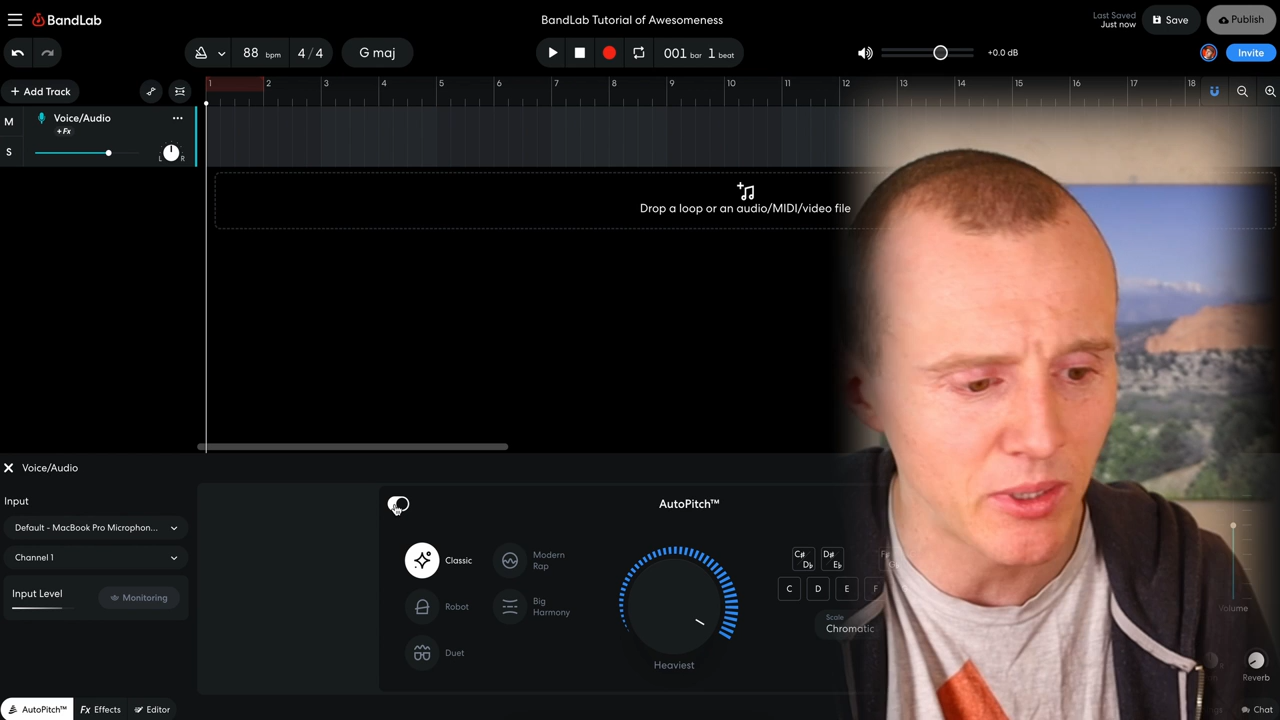 BandLab
BandLab Tutorial of Awesomeness
Last Saved
Just now
Save
Publish
88 bpm
4/4
G maj
001 bar 1 beat
+0.0 dB
Invite
+ Add Track
1 2 3 4 5 6 7 8 9 10 11 12 13 14 15 16 17 18
M
Voice/Audio
+Fx
S
L R
Drop a loop or an audio/MIDI/video file
Voice/Audio
Input
AutoPitch™
Default - MacBook Pro Microphon...
Channel 1
Classic
Modern
Rap
C# Db
D# Eb
C D E F
Input Level
Monitoring
Robot
Big
Harmony
Volume
Scale
Chromatic
Duet
Heaviest
Reverb
AutoPitch™
Fx Effects
Editor
Chat